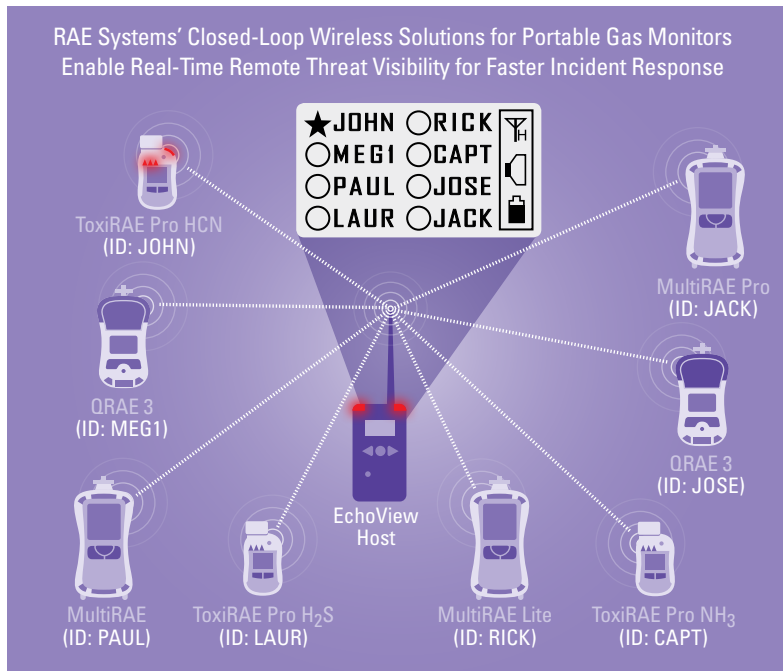 RAE Systems' Closed-Loop Wireless Solutions for Portable Gas Monitors
Enable Real-Time Remote Threat Visibility for Faster Incident Response
★JOHN ○RICK
○MEG1 ○CAPT
○PAUL ○JOSE
○LAUR ○JACK
H
ToxiRAE Pro HCN
(ID: JOHN)
MultiRAE Pro
(ID: JACK)
QRAE 3
(ID: MEG1)
QRAE 3
(ID: JOSE)
EchoView
Host
MultiRAE
(ID: PAUL)
ToxiRAE Pro H₂S
(ID: LAUR)
MultiRAE Lite
(ID: RICK)
ToxiRAE Pro NH₃
(ID: CAPT)